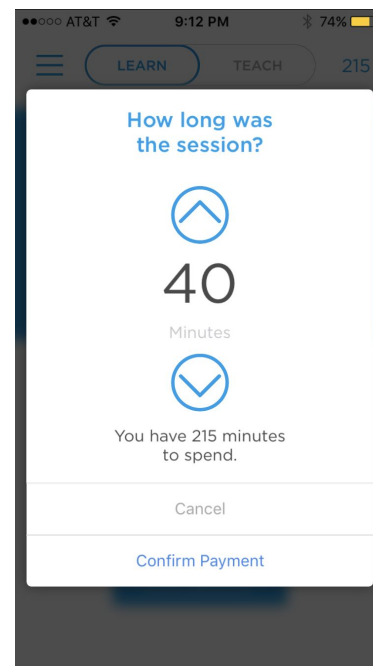 AT&T 9:12 PM 74%
LEARN TEACH 215
How long was
the session?
40
Minutes
You have 215 minutes
to spend.
Cancel
Confirm Payment